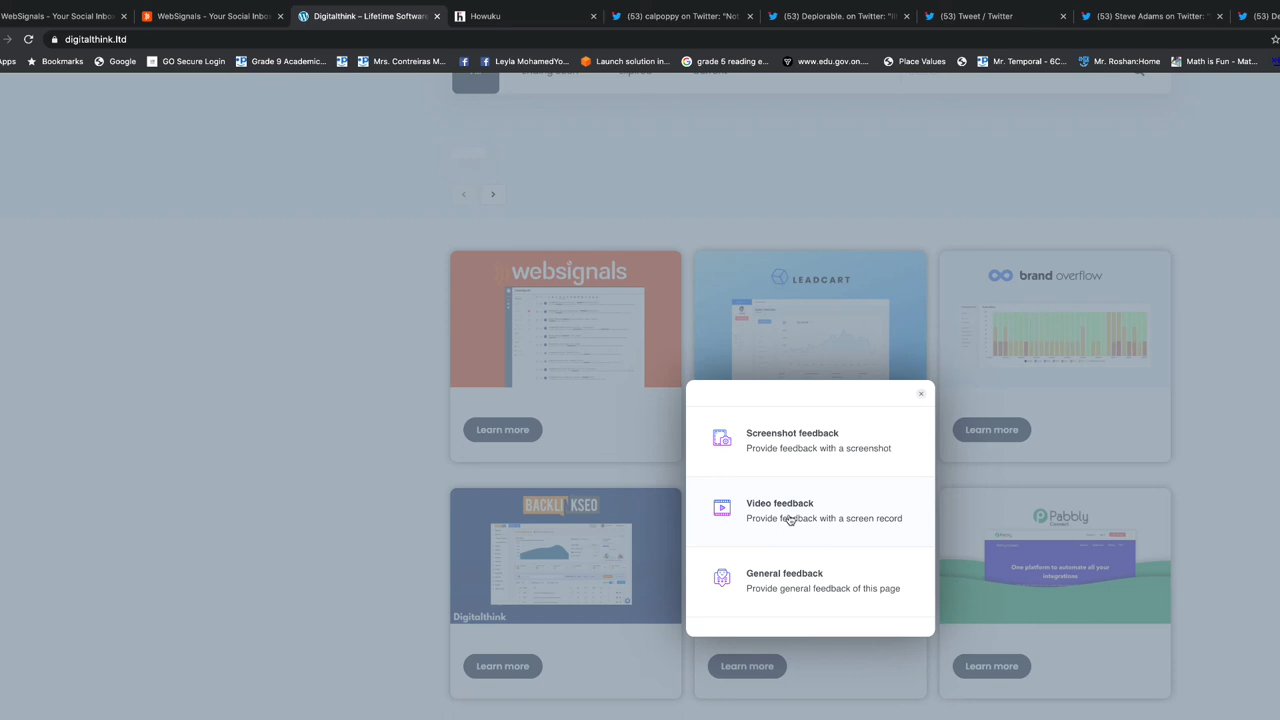 WebSignals - Your Social Inbo
WebSignals - Your Social Inbox
Digitalthink – Lifetime Software
Howuku
(53) calpoppy on Twitter: "Not
(53) Deplorable. on Twitter: "If
(53) Tweet / Twitter
(53) Steve Adams on Twitter: "
(53) De
digitalthink.ltd
Apps
Bookmarks
Google
GO Secure Login
Grade 9 Academic...
Mrs. Contreiras M...
Leyla MohamedYo...
Launch solution in...
grade 5 reading e...
www.edu.gov.on....
Place Values
Mr. Temporal - 6C...
Mr. Roshan:Home
Math is Fun - Mat...
websignals
LEADCART
brand overflow
Learn more
Learn more
Screenshot feedback
Provide feedback with a screenshot
Video feedback
Provide feedback with a screen record
General feedback
Provide general feedback of this page
BACKLINKSEO
Digitalthink
Pabbly
Connect
One platform to automate all your
integrations
Learn more
Learn more
Learn more